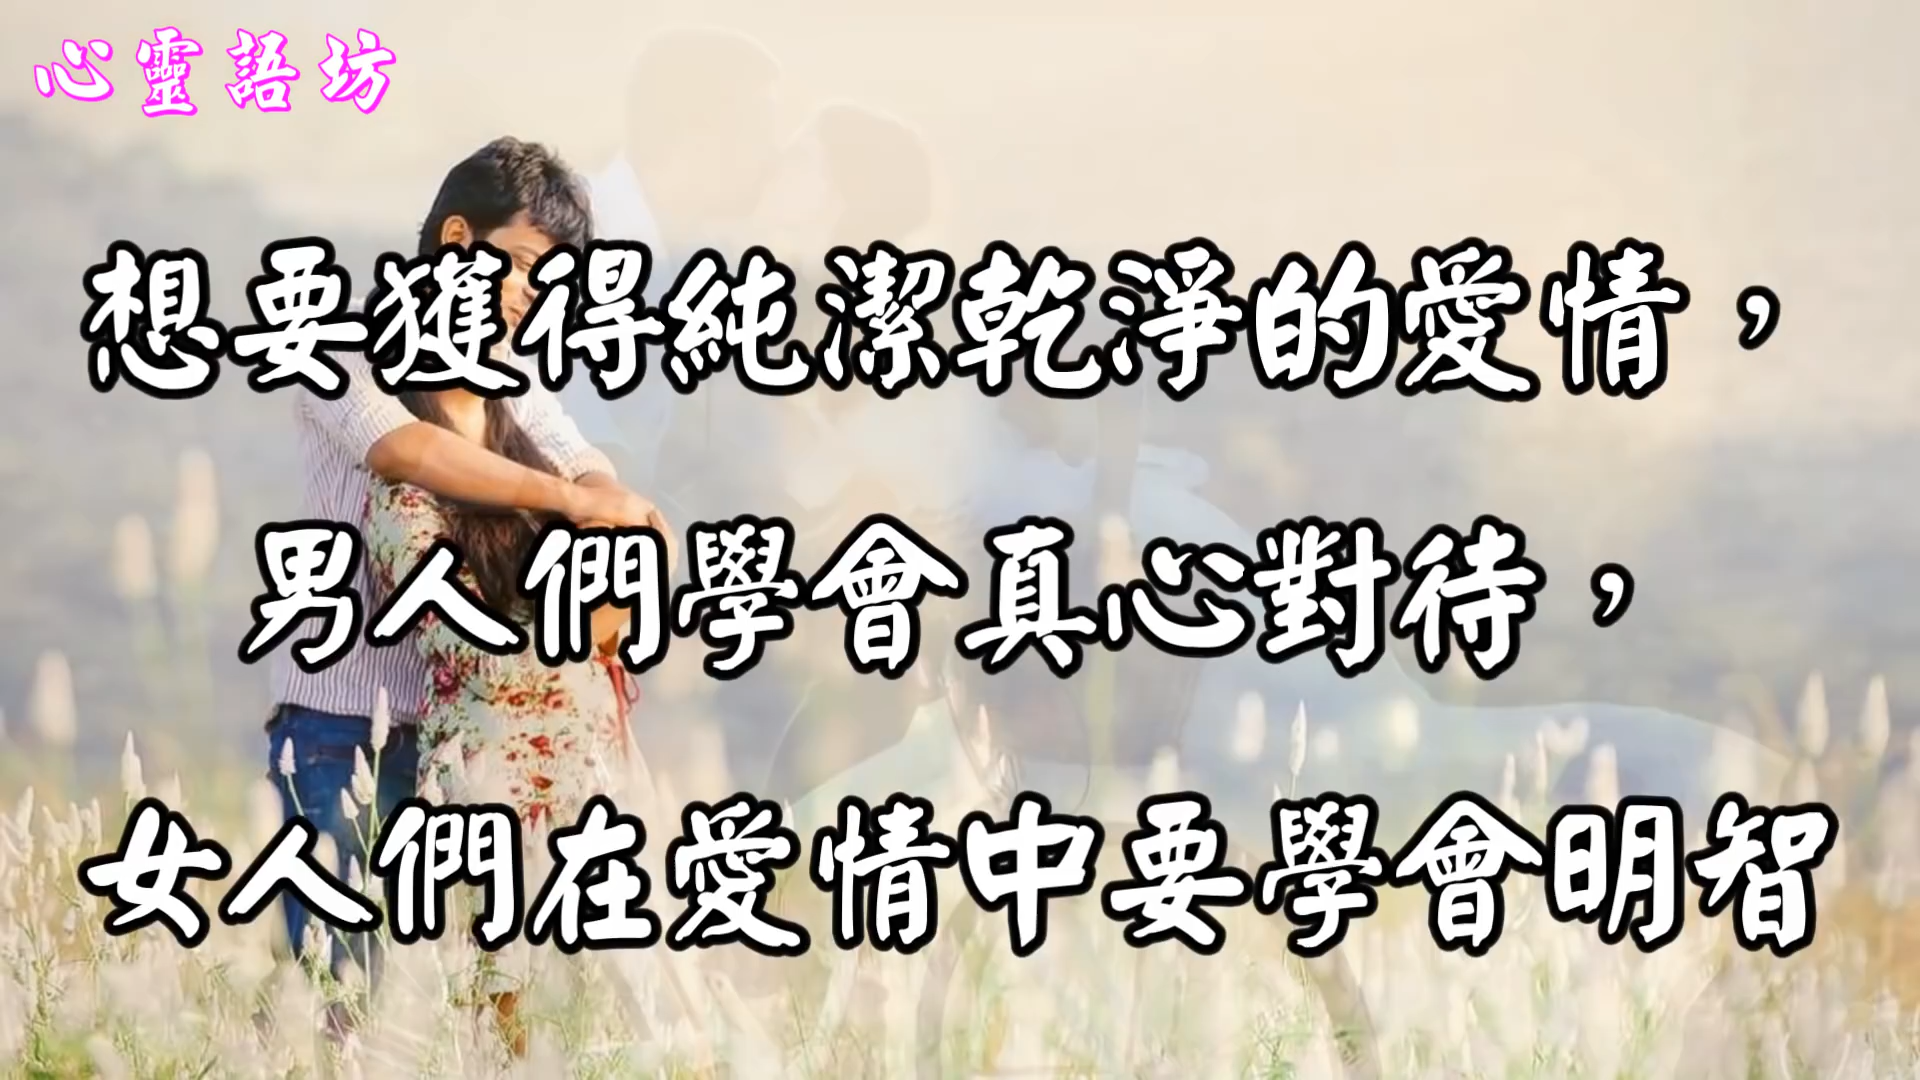 心靈語坊
想要獲得純潔乾淨的愛情，
男人們學會真心對待，
女人們在愛情中要學會明智